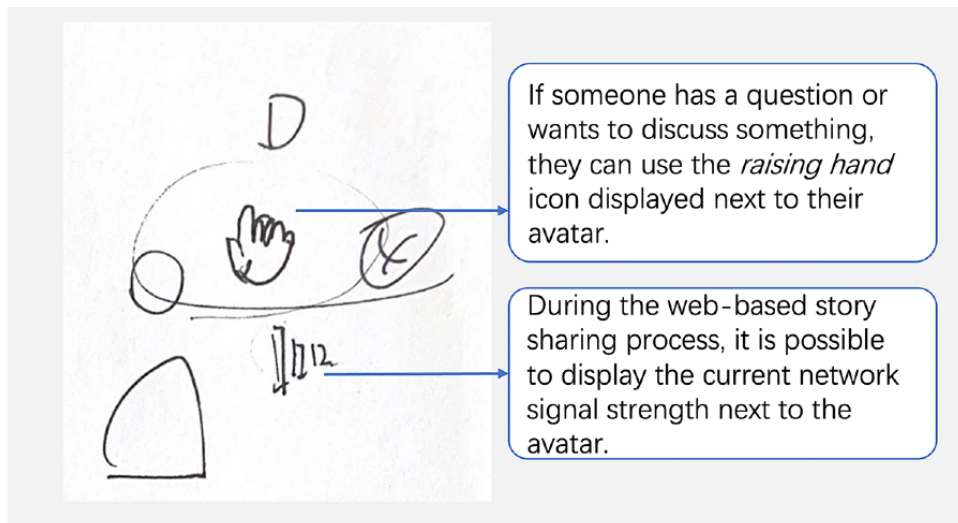 D
If someone has a question or
wants to discuss something,
they can use the raising hand
icon displayed next to their
avatar.
During the web-based story
sharing process, it is possible
to display the current network
signal strength next to the
avatar.